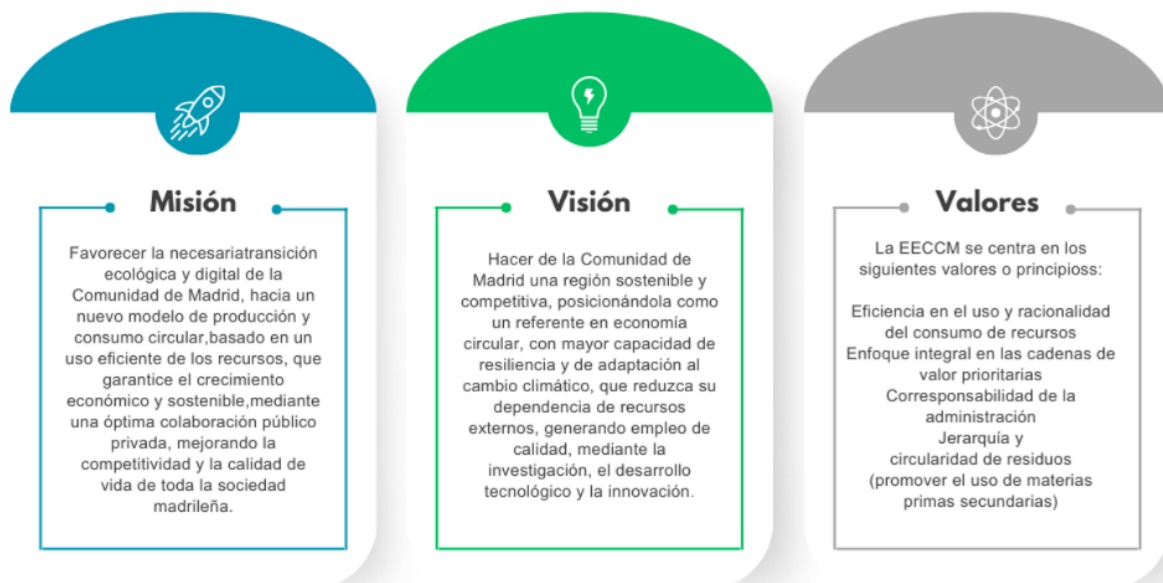 Misión
Favorecer la necesariatransición
ecológica y digital de la
Comunidad de Madrid, hacia un
nuevo modelo de producción y
consumo circular,basado en un
uso eficiente de los recursos, que
garantice el crecimiento
económico y sostenible,mediante
una óptima colaboración público
privada, mejorando la
competitividad y la calidad de
vida de toda la sociedad
madrileña.
Visión
Hacer de la Comunidad de
Madrid una región sostenible y
competitiva, posicionándola como
un referente en economía
circular, con mayor capacidad de
resiliencia y de adaptación al
cambio climático, que reduzca su
dependencia de recursos
externos, generando empleo de
calidad, mediante la
investigación, el desarrollo
tecnológico y la innovación.
Valores
La EECCM se centra en los
siguientes valores o principioss:
Eficiencia en el uso y racionalidad
del consumo de recursos
Enfoque integral en las cadenas de
valor prioritarias
Corresponsabilidad de la
administración
Jerarquía y
circularidad de residuos
(promover el uso de materias
primas secundarias)